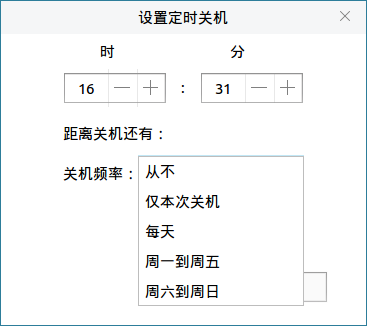 设置定时关机
时 分
16 : 31
距离关机还有：
关机频率：
从不
仅本次关机
每天
周一到周五
周六到周日